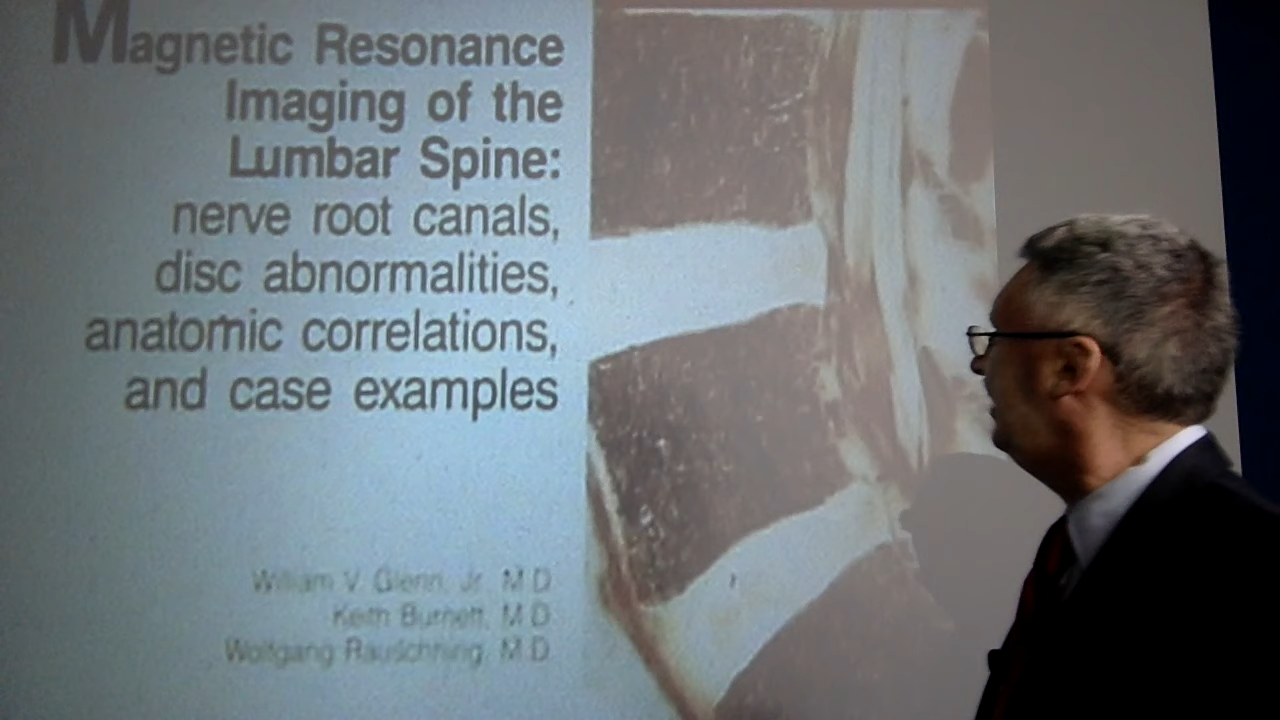 Magnetic Resonance
Imaging of the
Lumbar Spine:
nerve root canals,
disc abnormalities,
anatomic correlations,
and case examples
William V. Glenn, Jr. M.D.
Keith Burnett, M.D.
Wolfgang Rauschning, M.D.